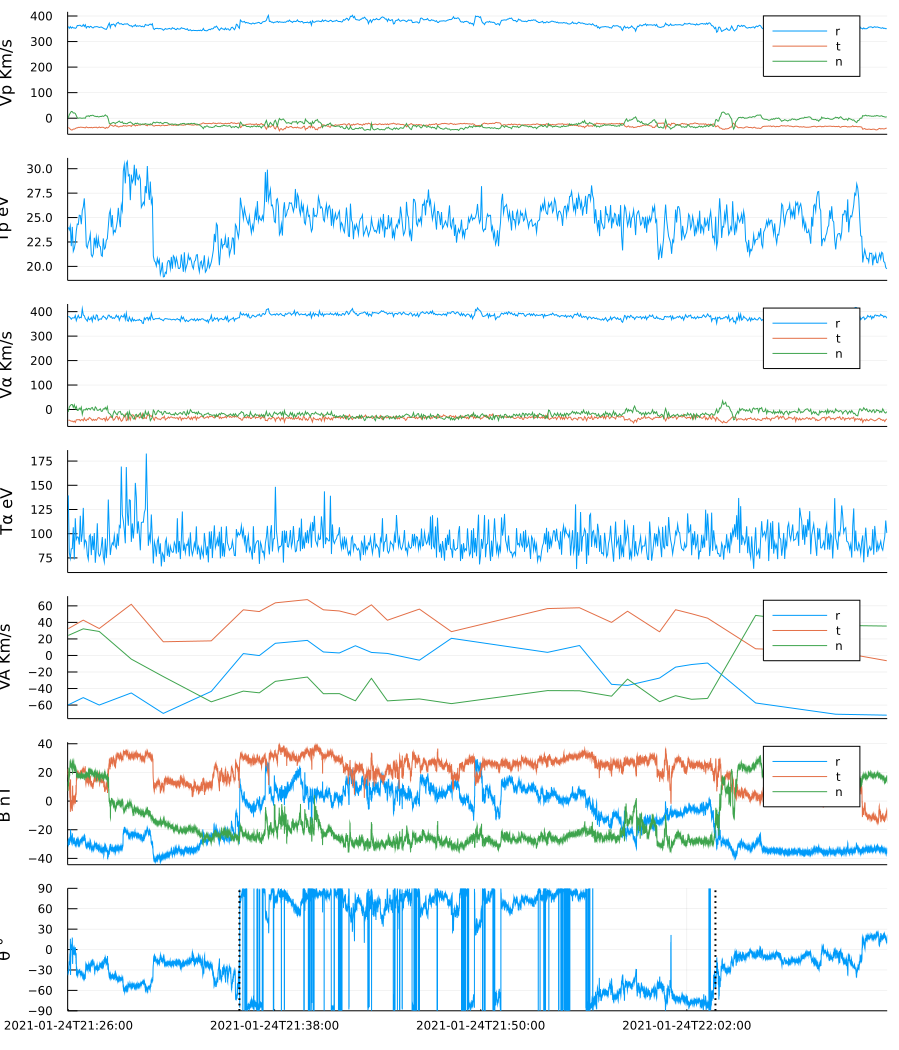 400
300
200
100
0
Vp Km/s
r
t
n
30.0
27.5
25.0
22.5
20.0
Tp eV
400
300
200
100
0
Vα Km/s
r
t
n
175
150
125
100
75
Tα eV
60
40
20
0
−20
−40
−60
VA Km/s
r
t
n
40
20
0
−20
−40
B nT
r
t
n
90
60
30
0
−30
−60
−90
θ °
2021-01-24T21:26:00
2021-01-24T21:38:00
2021-01-24T21:50:00
2021-01-24T22:02:00